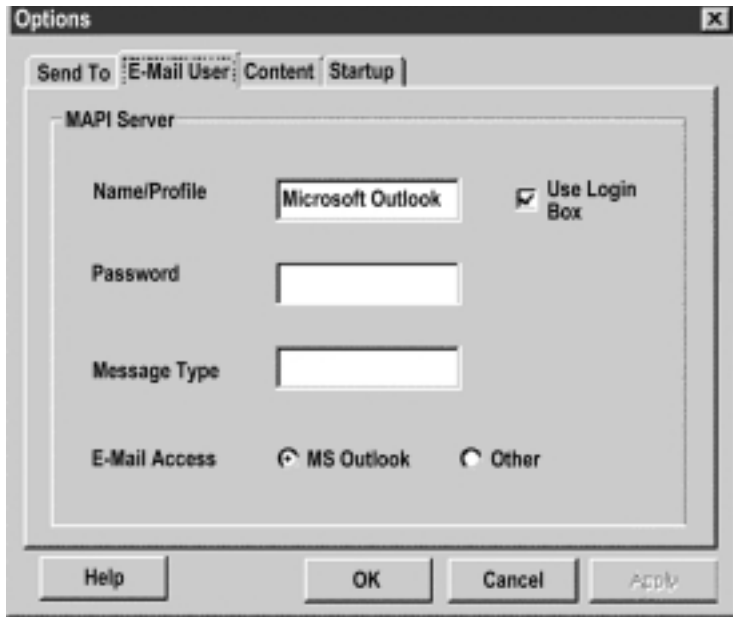 Options
Send To E-Mail User Content Startup
MAPI Server
Name/Profile Microsoft Outlook Use Login
Box
Password
Message Type
E-Mail Access MS Outlook Other
Help OK Cancel Apply